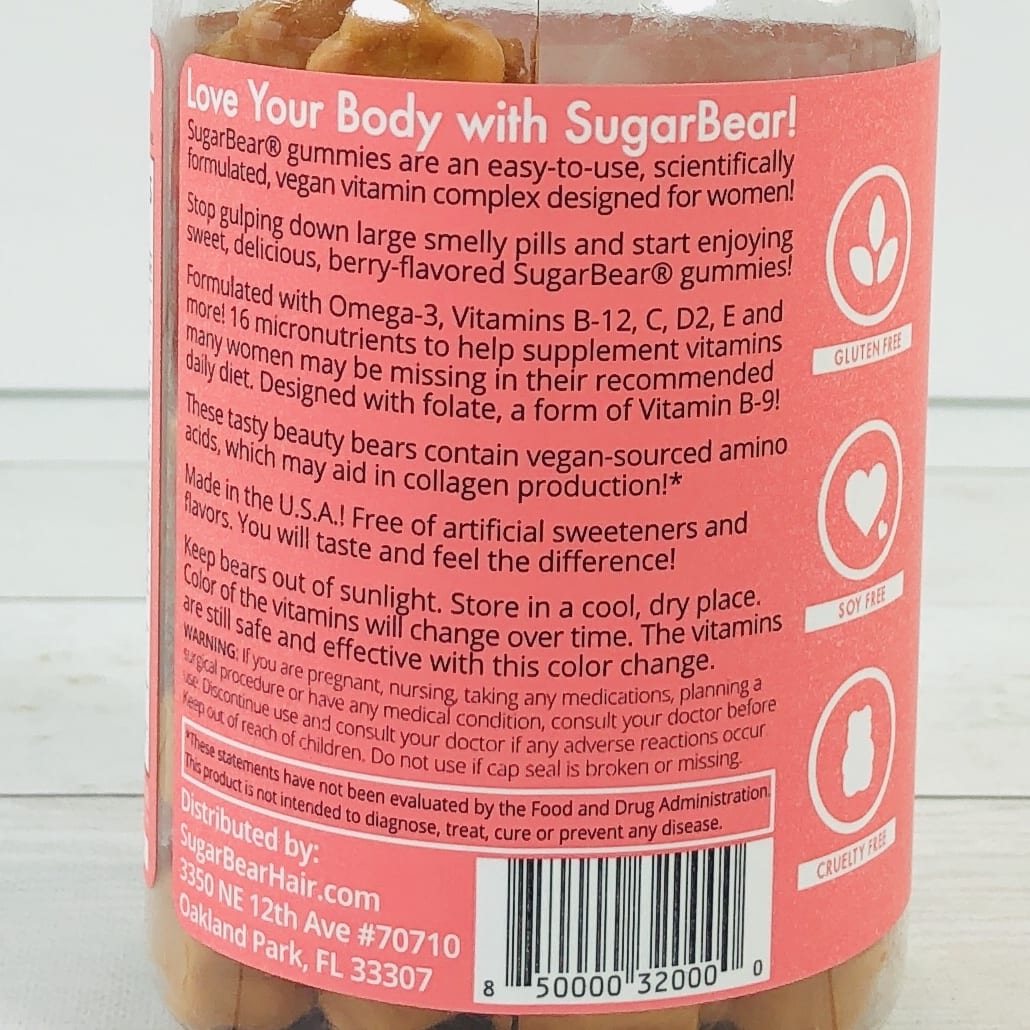 Love Your Body with SugarBear!
SugarBear® gummies are an easy-to-use, scientifically
formulated, vegan vitamin complex designed for women!
Stop gulping down large smelly pills and start enjoying
sweet, delicious, berry-flavored SugarBear® gummies!
Formulated with Omega-3, Vitamins B-12, C, D2, E and
more! 16 micronutrients to help supplement vitamins
many women may be missing in their recommended
daily diet. Designed with folate, a form of Vitamin B-9!
These tasty beauty bears contain vegan-sourced amino
acids, which may aid in collagen production!*
Made in the U.S.A.! Free of artificial sweeteners and
flavors. You will taste and feel the difference!
Keep bears out of sunlight. Store in a cool, dry place.
Color of the vitamins will change over time. The vitamins
are still safe and effective with this color change.
WARNING: If you are pregnant, nursing, taking any medications, planning a
surgical procedure or have any medical condition, consult your doctor before
use. Discontinue use and consult your doctor if any adverse reactions occur.
Keep out of reach of children. Do not use if cap seal is broken or missing.
*These statements have not been evaluated by the Food and Drug Administration.
This product is not intended to diagnose, treat, cure or prevent any disease.
Distributed by:
SugarBearHair.com
3350 NE 12th Ave #70710
Oakland Park, FL 33307
8 50000 32000 0
GLUTEN FREE
SOY FREE
CRUELTY FREE